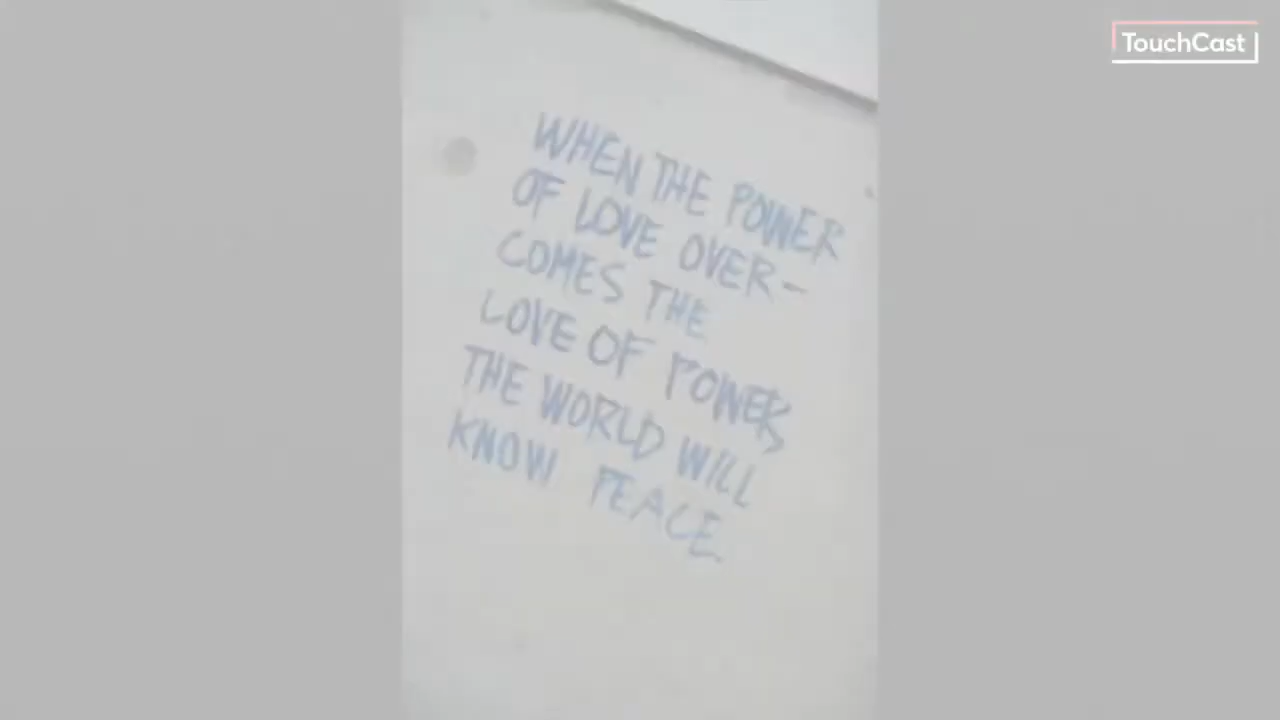 TouchCast
WHEN THE POWER
OF LOVE OVER-
COMES THE
LOVE OF POWER,
THE WORLD WILL
KNOW PEACE